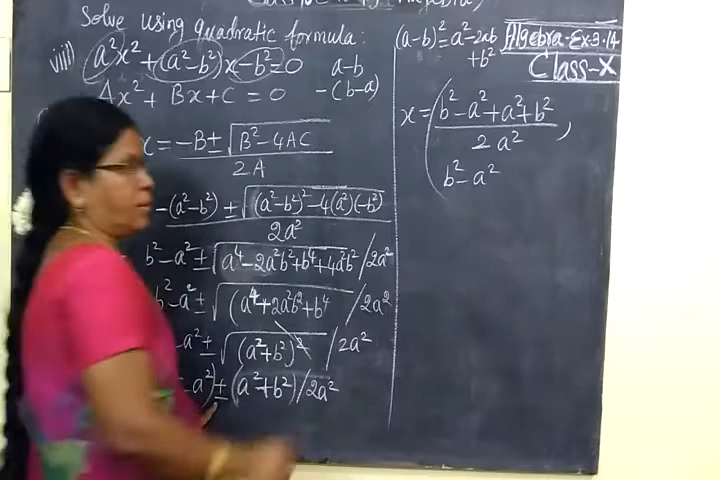 Solve using quadratic formula:
viii) a²x² + (a²-b²)x - b² = 0
Ax² + Bx + C = 0
x = -B ± √B² - 4AC / 2A
-(a²-b²) ± √(a²-b²)² - 4(a²)(-b²) / 2a²
b² - a² ± √a⁴ - 2a²b² + b⁴ + 4a²b² / 2a²
b² - a² ± √(a⁴ + 2a²b² + b⁴ / 2a²
- a² ± √(a²+b²)² / 2a²
- a²) ± (a²+b²) / 2a²
a-b
-(b-a)
(a-b)² = a² - 2ab + b²
Algebra-Ex-3.14
Class-X
x = (b² - a² + a² + b² / 2a² ,
b² - a²